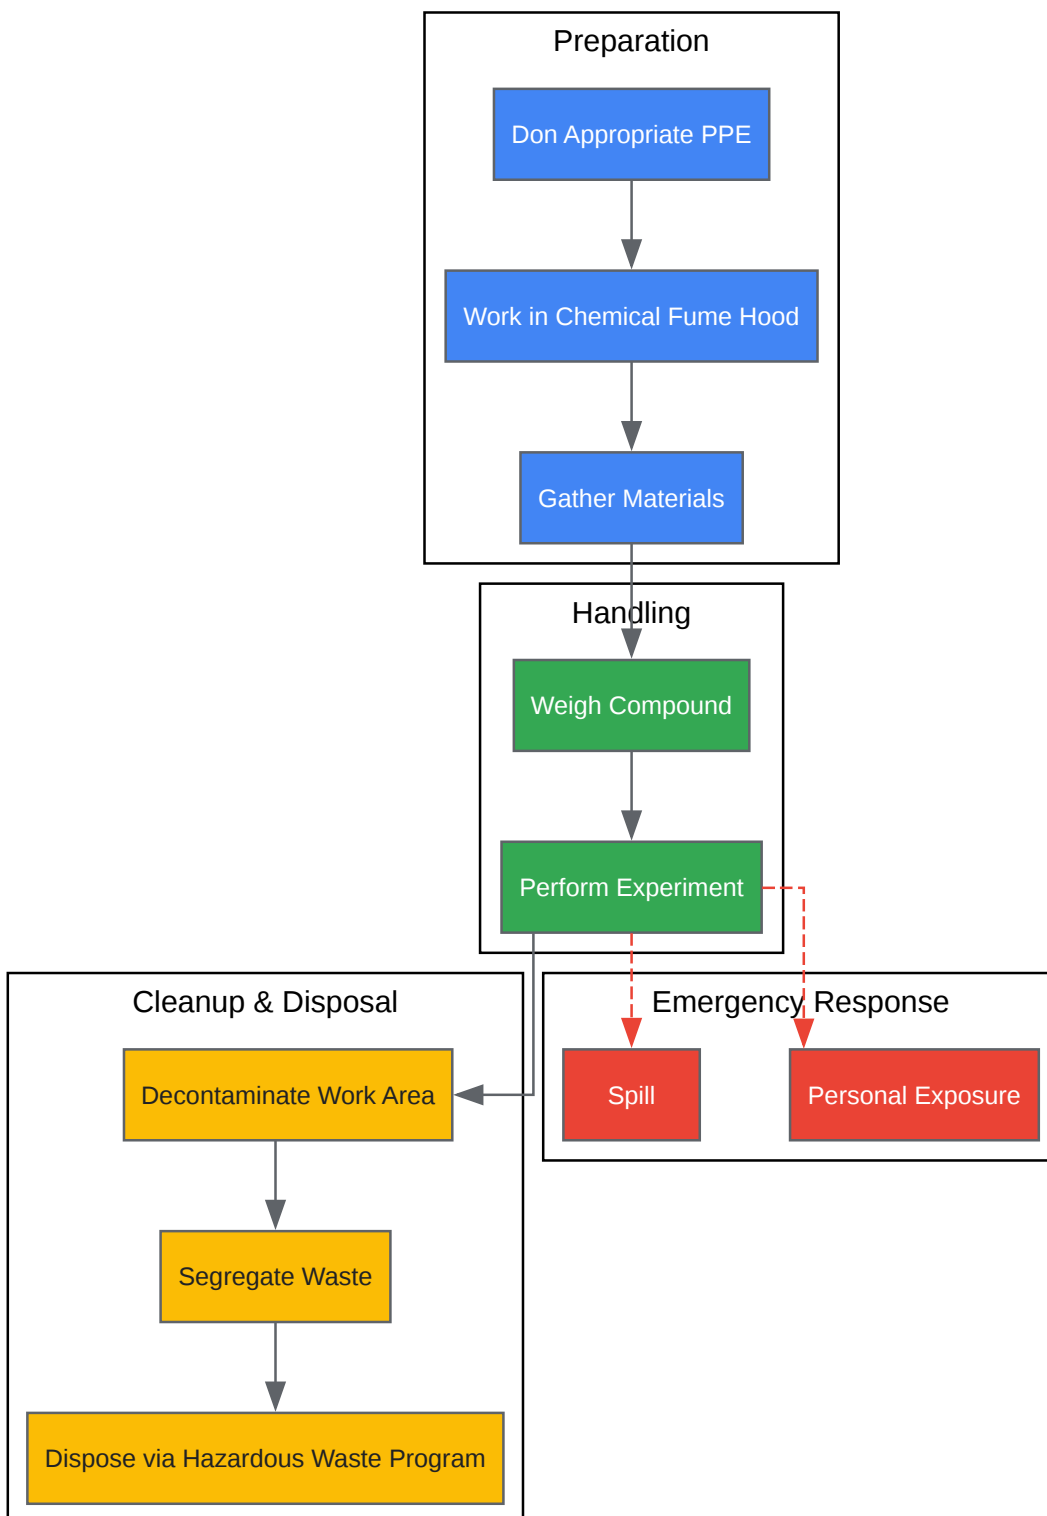 Preparation
Don Appropriate PPE
Work in Chemical Fume Hood
Gather Materials
Handling
Weigh Compound
Perform Experiment
Cleanup & Disposal
Decontaminate Work Area
Segregate Waste
Dispose via Hazardous Waste Program
Emergency Response
Spill
Personal Exposure